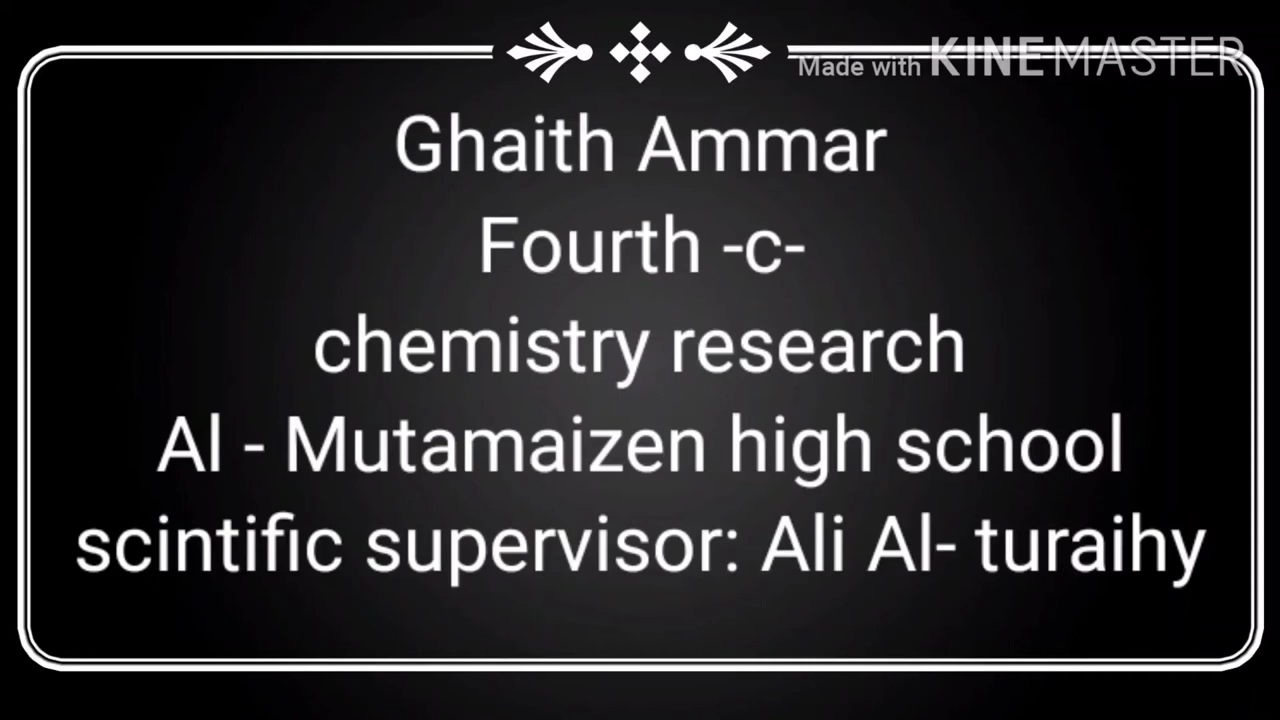 Made with KINEMASTER
Ghaith Ammar
Fourth -c-
chemistry research
Al - Mutamaizen high school
scintific supervisor: Ali Al- turaihy